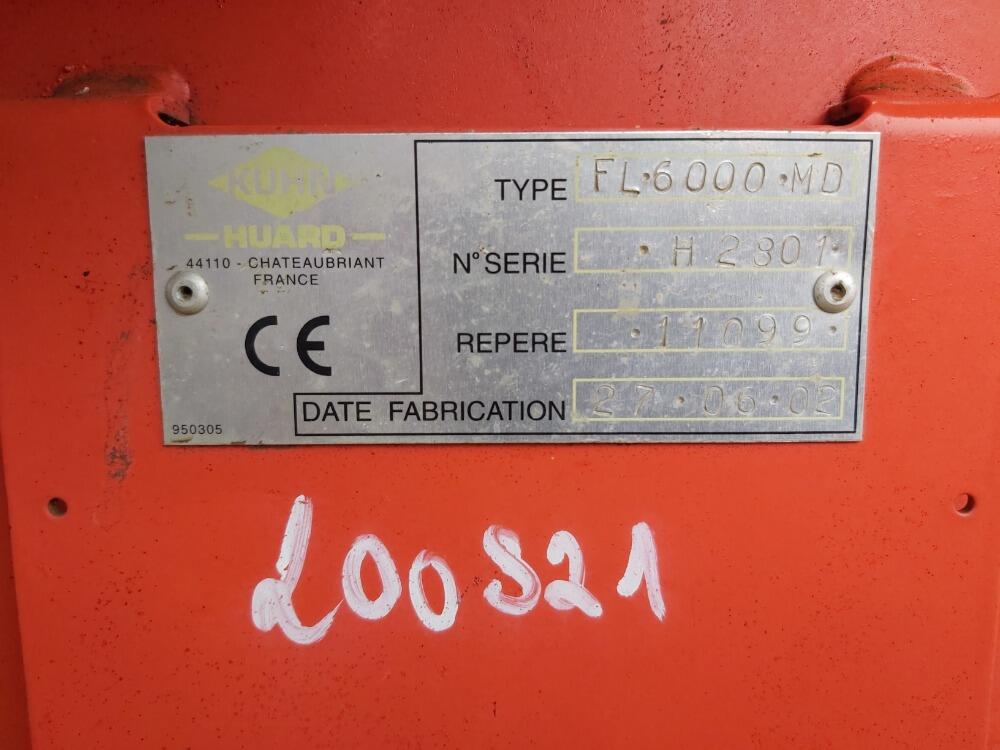 KUHN
HUARD
44110 - CHATEAUBRIANT
FRANCE
CE
950305
TYPE FL·6000·MD
N° SERIE ·H 2801·
REPERE ·11099·
DATE FABRICATION 27·06·02
L00S21